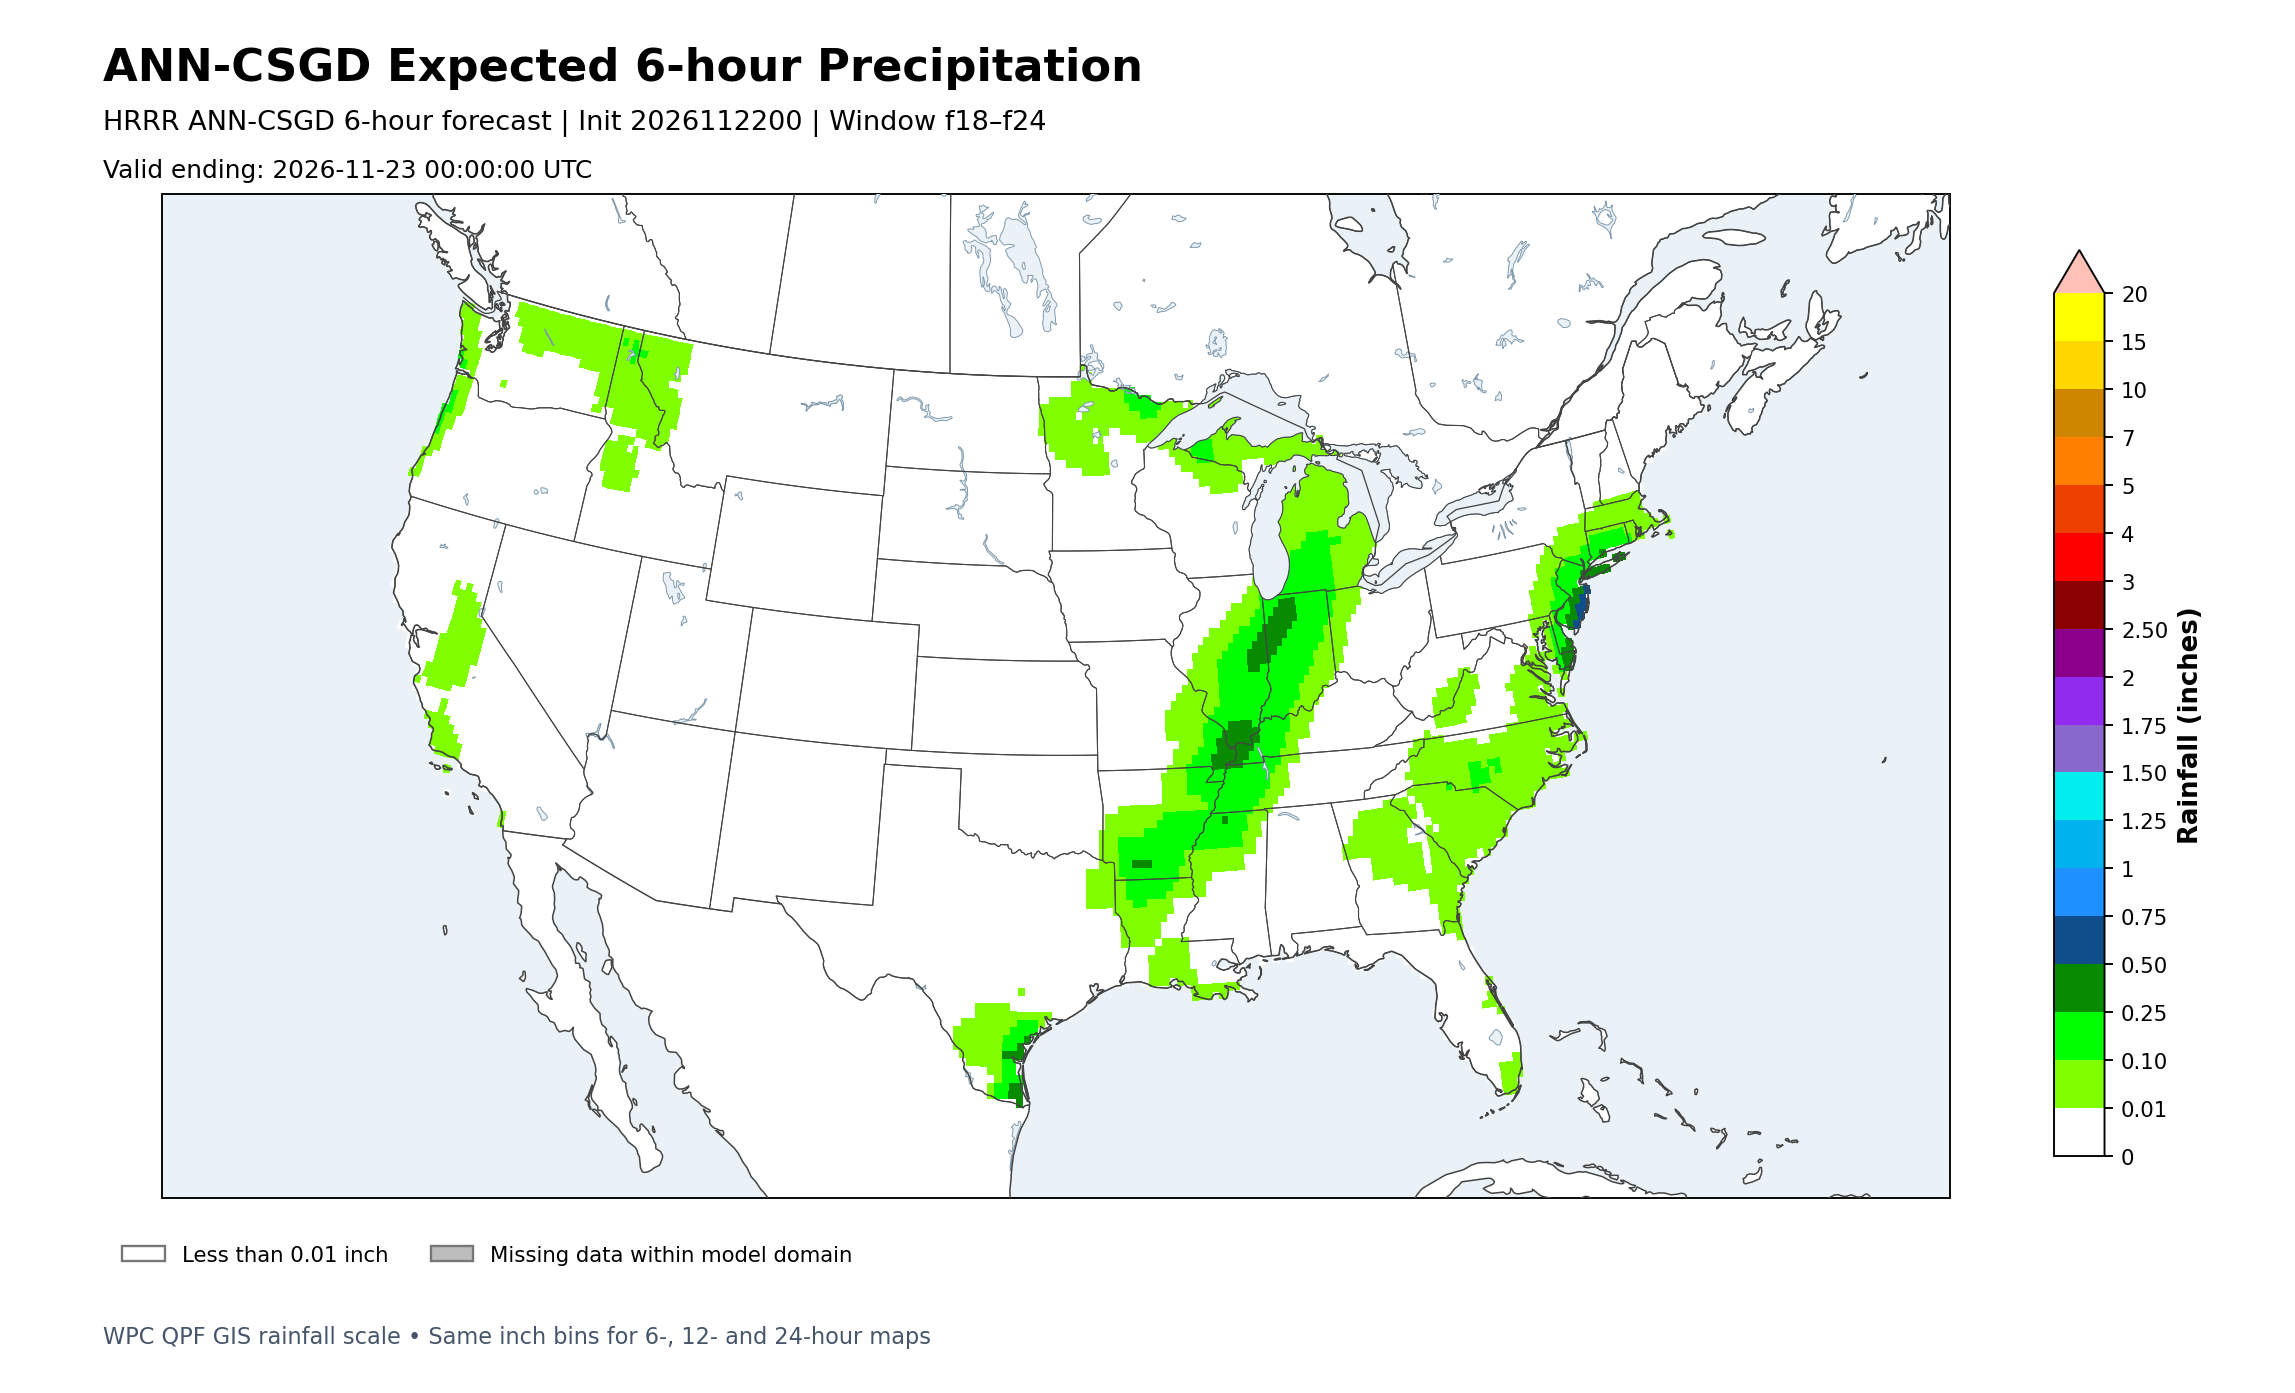 ANN-CSGD Expected 6-hour Precipitation
HRRR ANN-CSGD 6-hour forecast | Init 2026112200 | Window f18–f24
Valid ending: 2026-11-23 00:00:00 UTC
20
15
10
7
5
4
3
2.50
2
1.75
1.50
1.25
1
0.75
0.50
0.25
0.10
0.01
0
Rainfall (inches)
Less than 0.01 inch
Missing data within model domain
WPC QPF GIS rainfall scale • Same inch bins for 6-, 12- and 24-hour maps